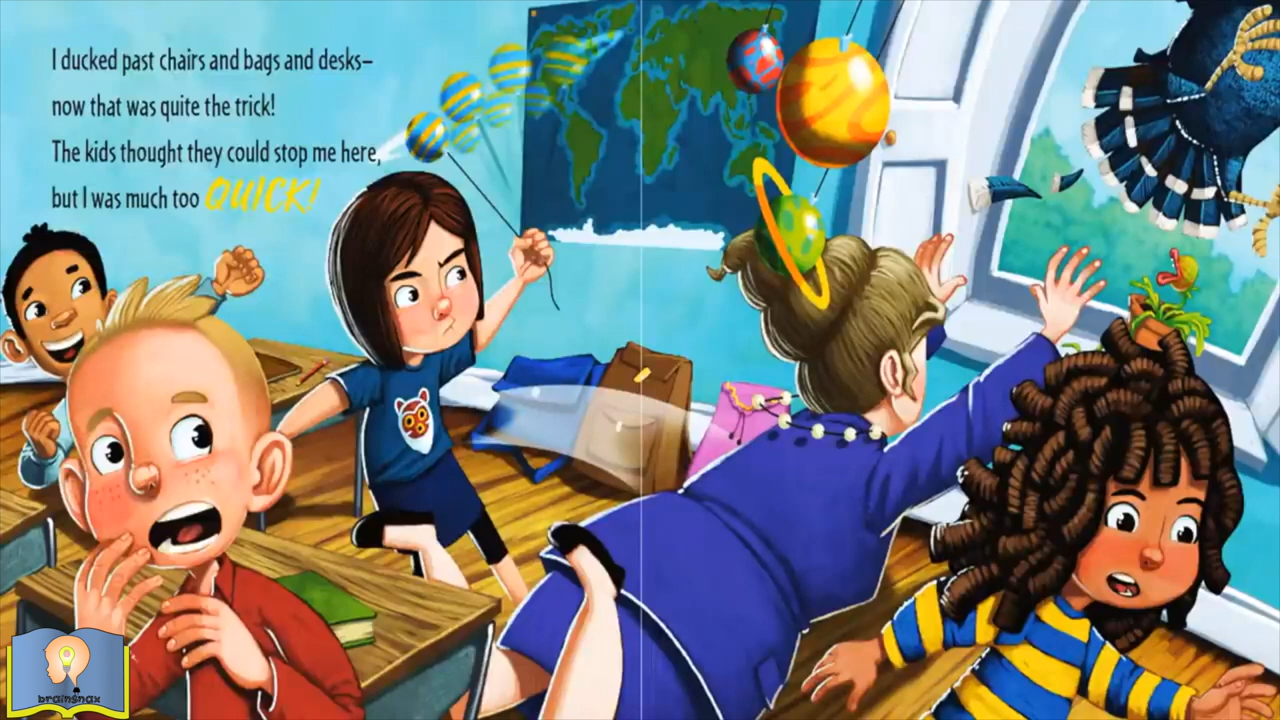 I ducked past chairs and bags and desks–
now that was quite the trick!
The kids thought they could stop me here,
but I was much too QUICK!
brainsnax